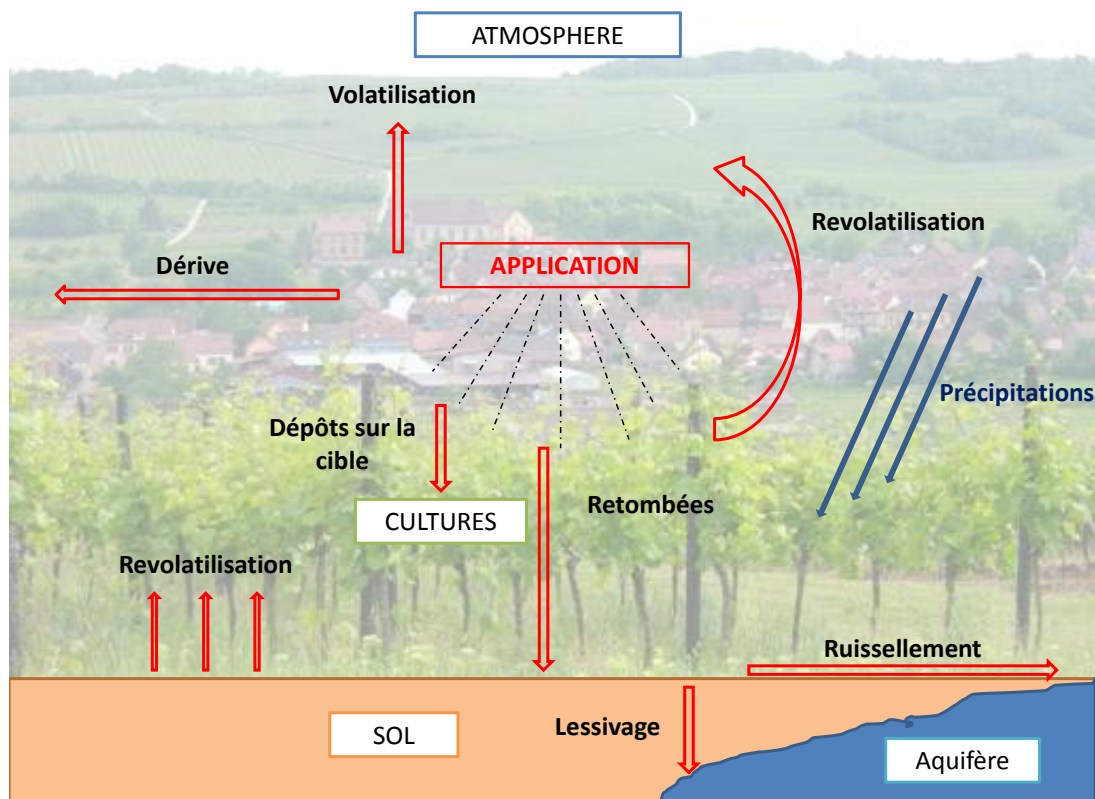 ATMOSPHERE
Volatilisation
Revolatilisation
Dérive
APPLICATION
Précipitations
Dépôts sur la
cible
Retombées
CULTURES
Revolatilisation
Ruissellement
Lessivage
SOL
Aquifère